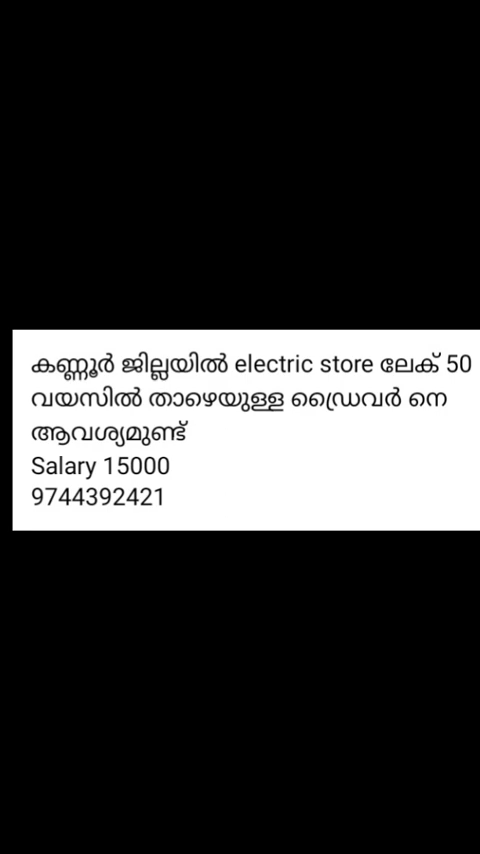 കണ്ണൂർ ജില്ലയിൽ electric store ലേക് 50
വയസിൽ താഴെയുള്ള ഡ്രൈവർ നെ
ആവശ്യമുണ്ട്
Salary 15000
9744392421